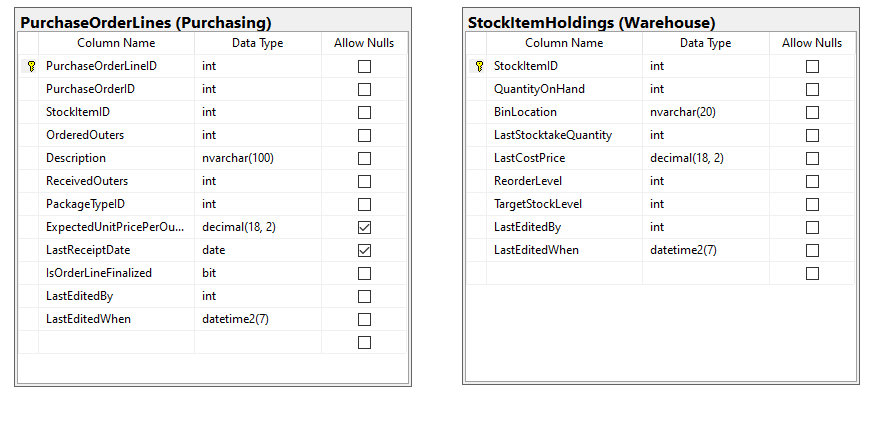 PurchaseOrderLines (Purchasing)
Column Name Data Type Allow Nulls
PurchaseOrderLineID int
PurchaseOrderID int
StockItemID int
OrderedOuters int
Description nvarchar(100)
ReceivedOuters int
PackageTypeID int
ExpectedUnitPricePerOu... decimal(18, 2)
LastReceiptDate date
IsOrderLineFinalized bit
LastEditedBy int
LastEditedWhen datetime2(7)
StockItemHoldings (Warehouse)
Column Name Data Type Allow Nulls
StockItemID int
QuantityOnHand int
BinLocation nvarchar(20)
LastStocktakeQuantity int
LastCostPrice decimal(18, 2)
ReorderLevel int
TargetStockLevel int
LastEditedBy int
LastEditedWhen datetime2(7)